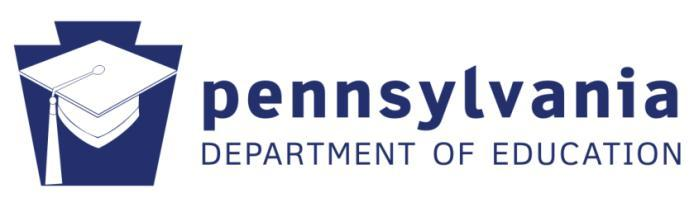 pennsylvania
DEPARTMENT OF EDUCATION